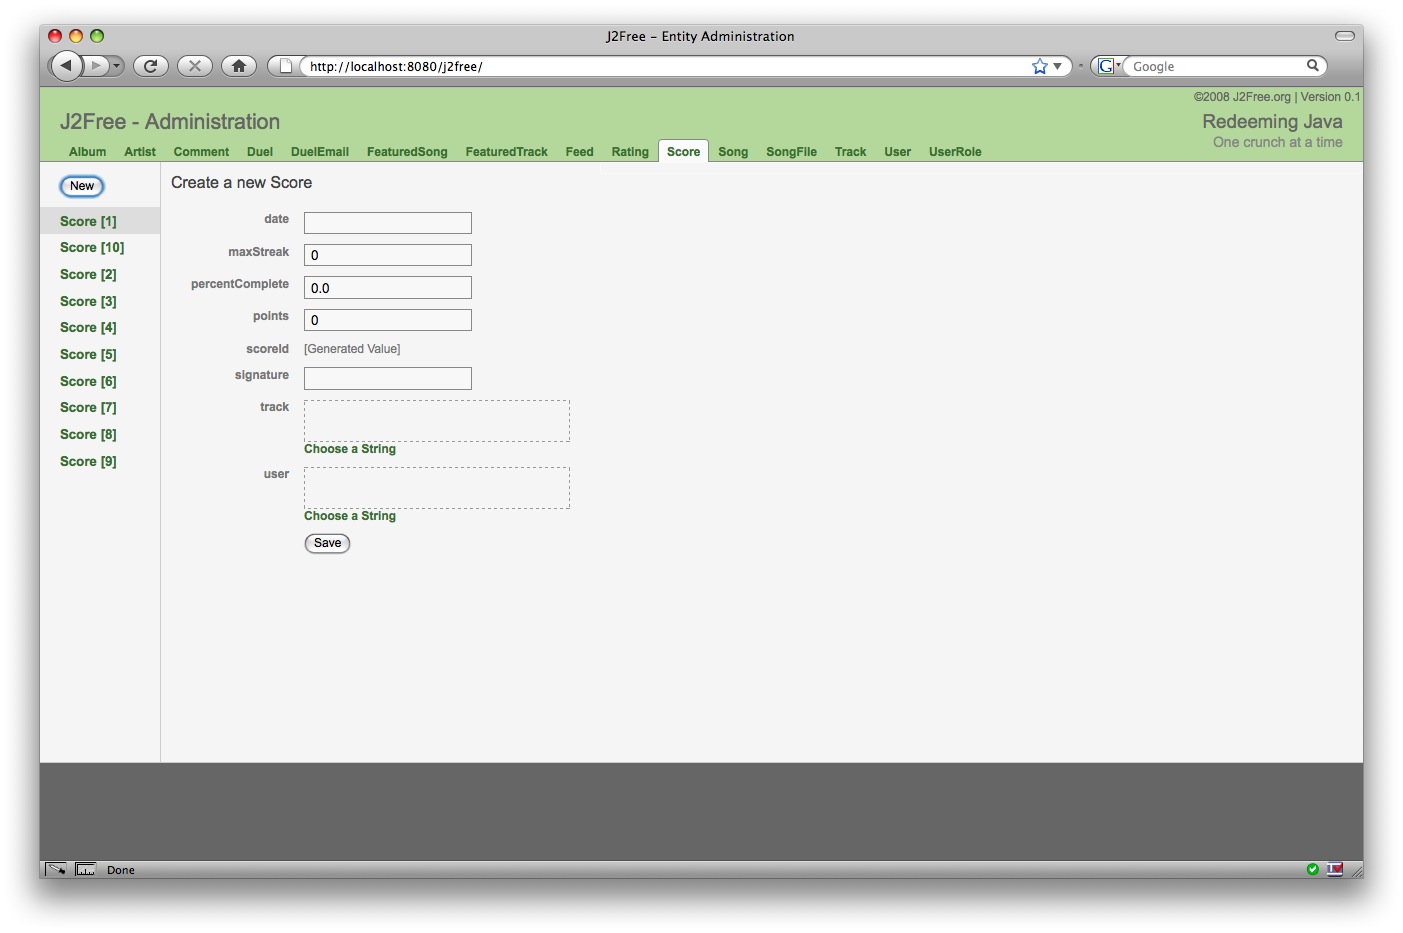 J2Free - Entity Administration
http://localhost:8080/j2free/
G
Google
©2008 J2Free.org | Version 0.1
J2Free - Administration
Redeeming Java
One crunch at a time
Album Artist Comment Duel DuelEmail FeaturedSong FeaturedTrack Feed Rating Score Song SongFile Track User UserRole
New
Score [1]
Score [10]
Score [2]
Score [3]
Score [4]
Score [5]
Score [6]
Score [7]
Score [8]
Score [9]
Create a new Score
date
maxStreak 0
percentComplete 0.0
points 0
scoreId [Generated Value]
signature
track
Choose a String
user
Choose a String
Save
Done